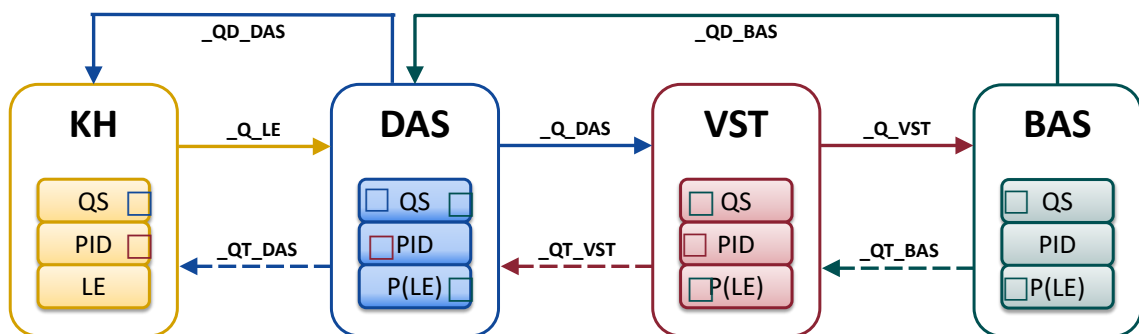 _QD_DAS
_QD_BAS
KH
_Q_LE
DAS
_Q_DAS
VST
_Q_VST
BAS
QS
QS
QS
QS
PID
PID
PID
PID
_QT_DAS
_QT_VST
_QT_BAS
LE
P(LE)
P(LE)
P(LE)